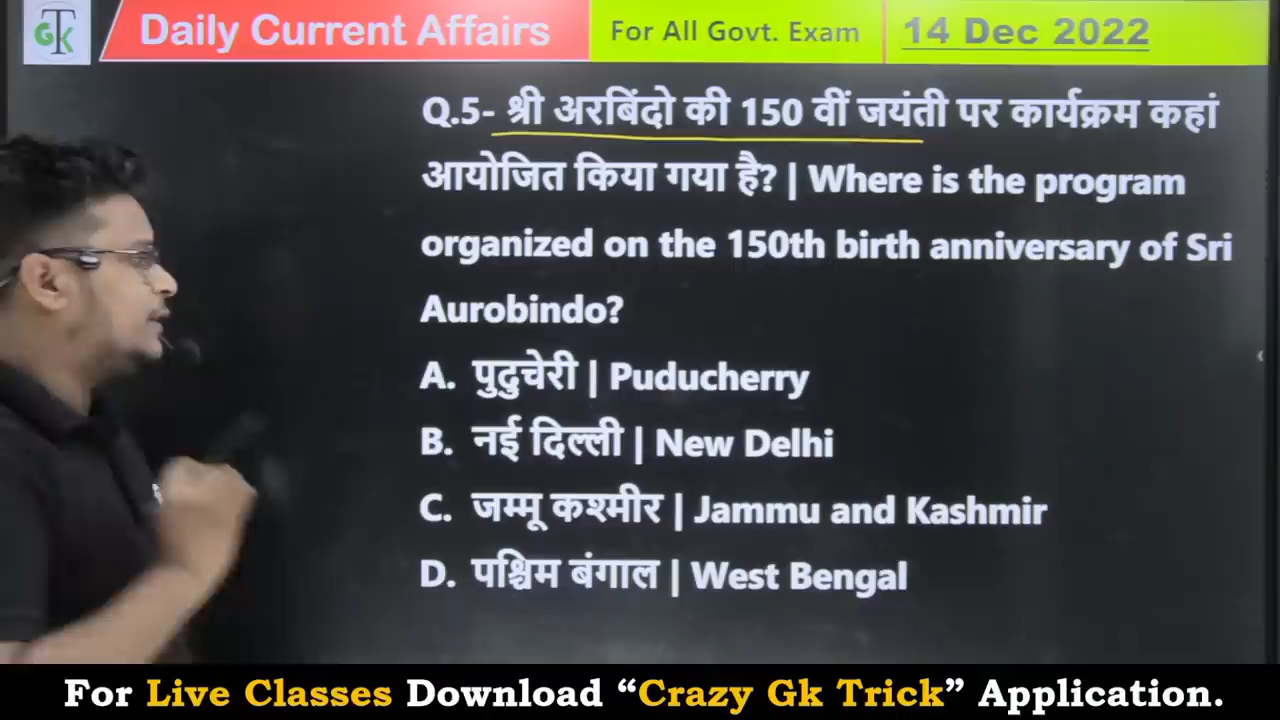 GTK
Daily Current Affairs
For All Govt. Exam
14 Dec 2022
Q.5- श्री अरबिंदो की 150 वीं जयंती पर कार्यक्रम कहां
आयोजित किया गया है? | Where is the program
organized on the 150th birth anniversary of Sri
Aurobindo?
A. पुदुचेरी | Puducherry
B. नई दिल्ली | New Delhi
C. जम्मू कश्मीर | Jammu and Kashmir
D. पश्चिम बंगाल | West Bengal
For Live Classes Download “Crazy Gk Trick” Application.